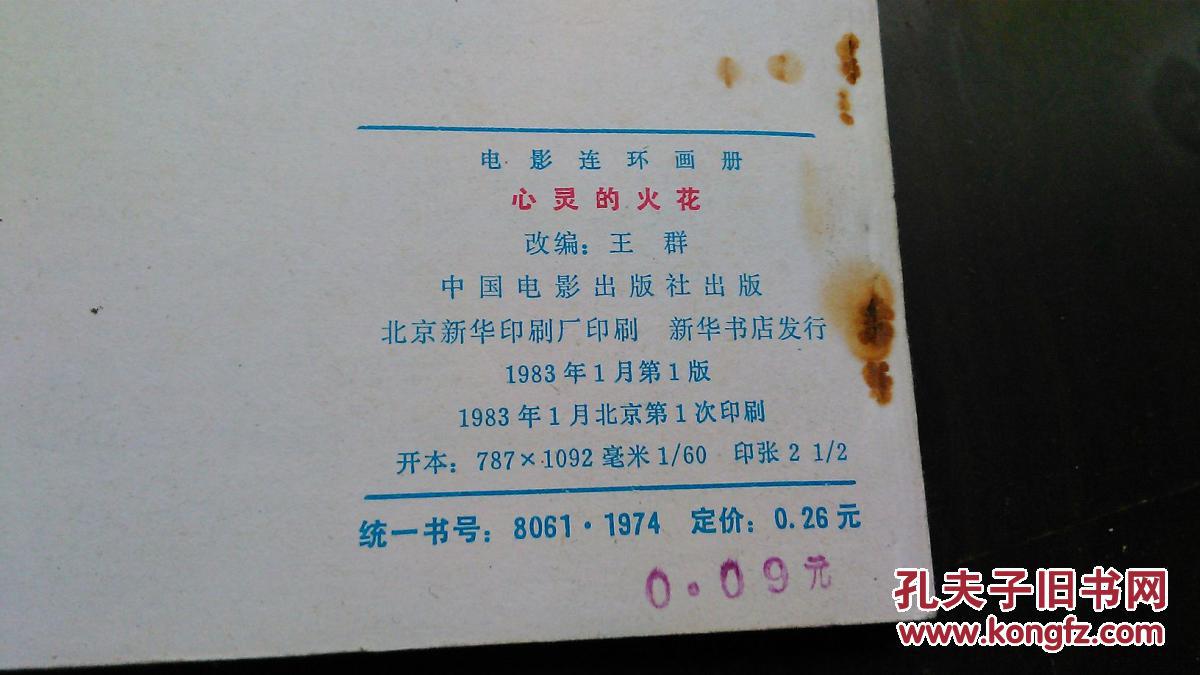 电影连环画册
心灵的火花
改编：王 群
中国电影出版社出版
北京新华印刷厂印刷 新华书店发行
1983年1月第1版
1983年1月北京第1次印刷
开本：787×1092毫米1/60 印张2 1/2
统一书号：8061·1974 定价：0.26元
0.09元
孔夫子旧书网
www.kongfz.com